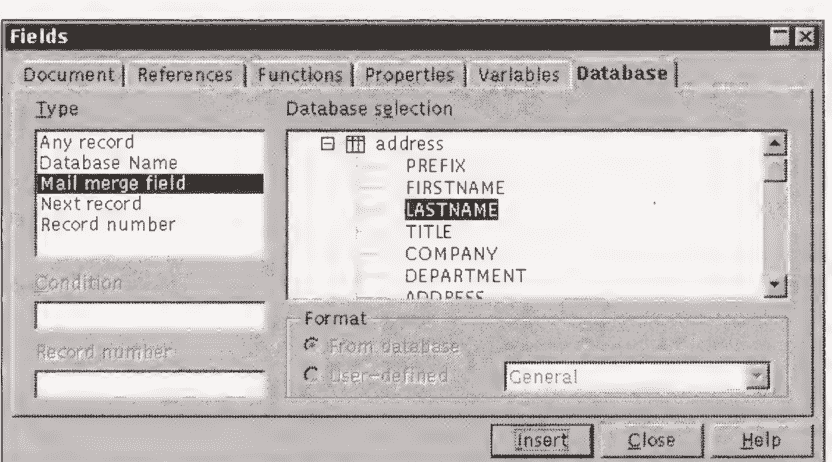 Fields
Document References Functions Properties Variables Database
Type
Any record
Database Name
Mail merge field
Next record
Record number
Condition
Record number
Database selection
address
PREFIX
FIRSTNAME
LASTNAME
TITLE
COMPANY
DEPARTMENT
ADDRESS
Format
From database
User-defined General
Insert Close Help